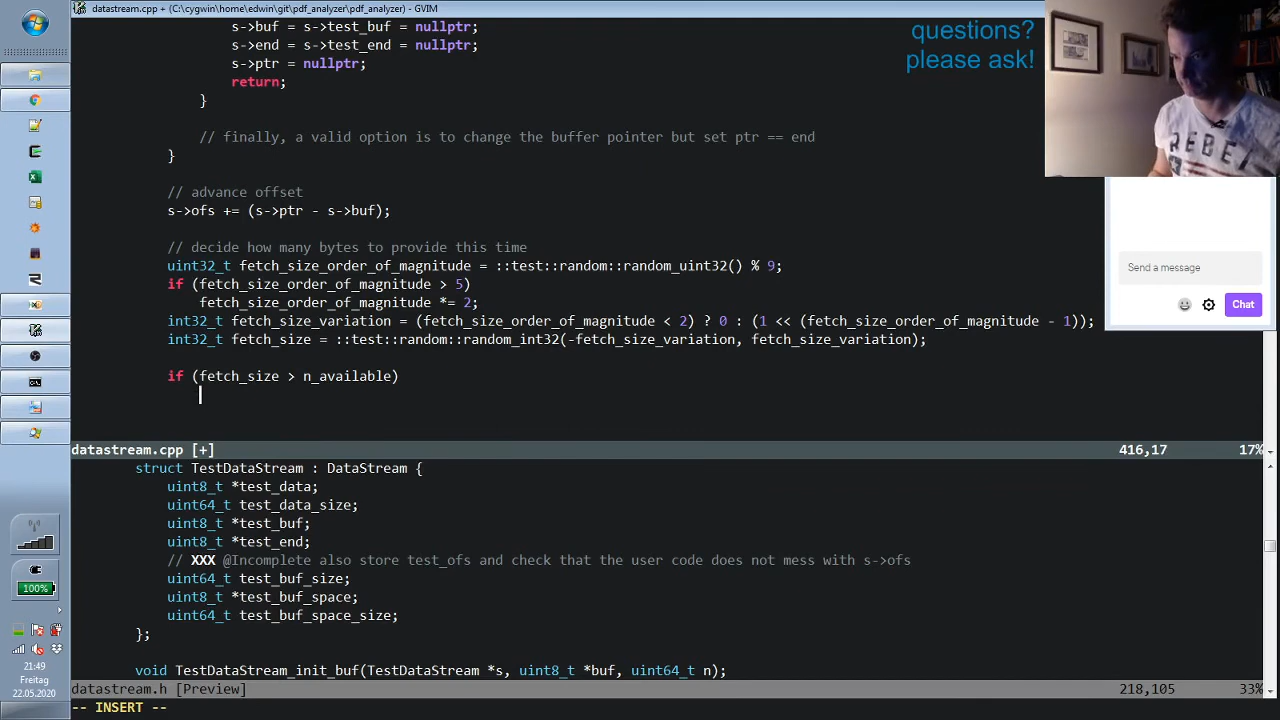 datastream.cpp + (C:\cygwin\home\edwin\git\pdf_analyzer\pdf_analyzer) - GVIM
s->buf = s->test_buf = nullptr;
s->end = s->test_end = nullptr;
s->ptr = nullptr;
return;
}
// finally, a valid option is to change the buffer pointer but set ptr == end
}
// advance offset
s->ofs += (s->ptr - s->buf);
// decide how many bytes to provide this time
uint32_t fetch_size_order_of_magnitude = ::test::random::random_uint32() % 9;
if (fetch_size_order_of_magnitude > 5)
fetch_size_order_of_magnitude *= 2;
int32_t fetch_size_variation = (fetch_size_order_of_magnitude < 2) ? 0 : (1 << (fetch_size_order_of_magnitude - 1));
int32_t fetch_size = ::test::random::random_int32(-fetch_size_variation, fetch_size_variation);
if (fetch_size > n_available)
datastream.cpp [+] 416,17 17%
struct TestDataStream : DataStream {
uint8_t *test_data;
uint64_t test_data_size;
uint8_t *test_buf;
uint8_t *test_end;
// XXX @Incomplete also store test_ofs and check that the user code does not mess with s->ofs
uint64_t test_buf_size;
uint8_t *test_buf_space;
uint64_t test_buf_space_size;
};
void TestDataStream_init_buf(TestDataStream *s, uint8_t *buf, uint64_t n);
datastream.h [Preview] 218,105 33%
-- INSERT --
questions?
please ask!
REBEL
Send a message
Chat
100%
21:49
Freitag
22.05.2020